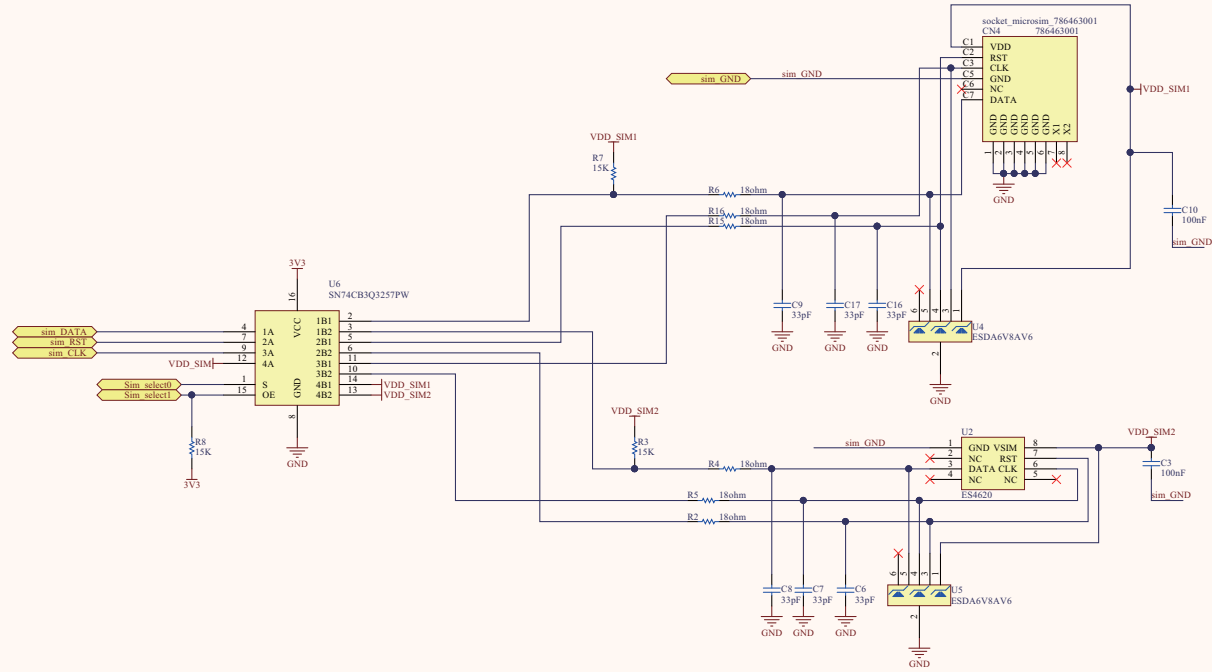 socket_microsim_786463001
CN4 786463001
C1 VDD
C2 RST
C3 CLK
C5 GND
C6 NC
C7 DATA
GND GND GND GND GND GND X1 X2
1 2 3 4 5 6 7 8
GND
sim_GND sim_GND
VDD_SIM1
C10
100nF
sim_GND
VDD_SIM1
R7
15K
R6 18ohm
R16 18ohm
R15 18ohm
C9
33pF
GND
C17
33pF
GND
C16
33pF
GND
6 5 4 3 1
U4
ESDA6V8AV6
2
GND
3V3
16
U6
SN74CB3Q3257PW
VCC
GND
sim_DATA 4 1A 1B1 2
sim_RST 7 2A 1B2 3
sim_CLK 9 3A 2B1 5
VDD_SIM 12 4A 2B2 6
3B1 11
3B2 10
Sim_select0 1 S 4B1 14 VDD_SIM1
Sim_select1 15 OE 4B2 13 VDD_SIM2
8
GND
R8
15K
3V3
VDD_SIM2
R3
15K
R4 18ohm
R5 18ohm
R2 18ohm
sim_GND
U2
1 GND VSIM 8
2 NC RST 7
3 DATA CLK 6
4 NC NC 5
ES4620
VDD_SIM2
C3
100nF
sim_GND
C8
33pF
GND
C7
33pF
GND
C6
33pF
GND
6 5 4 3 1
U5
ESDA6V8AV6
2
GND